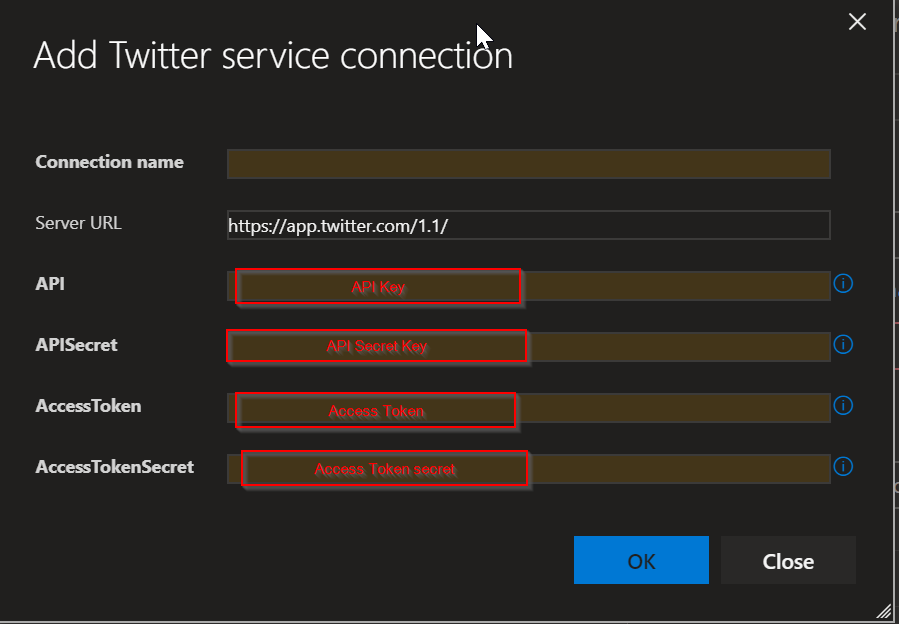 Add Twitter service connection
Connection name
Server URL https://app.twitter.com/1.1/
API API Key
APISecret API Secret Key
AccessToken Access Token
AccessTokenSecret Access Token secret
OK Close